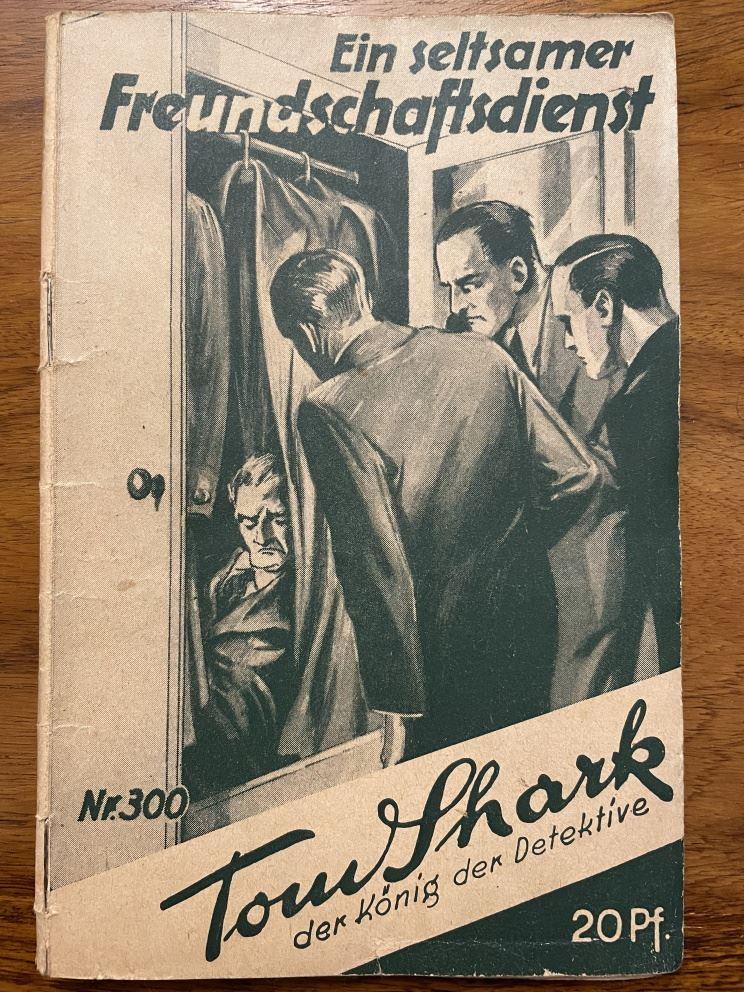 Ein seltsamer
Freundschaftsdienst
Nr. 300
Tom Shark
der König der Detektive
20 Pf.